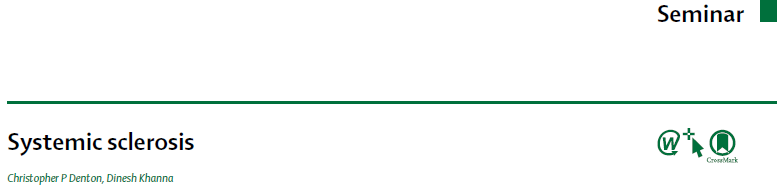 Seminar
Systemic sclerosis
W
CrossMark
Christopher P Denton, Dinesh Khanna